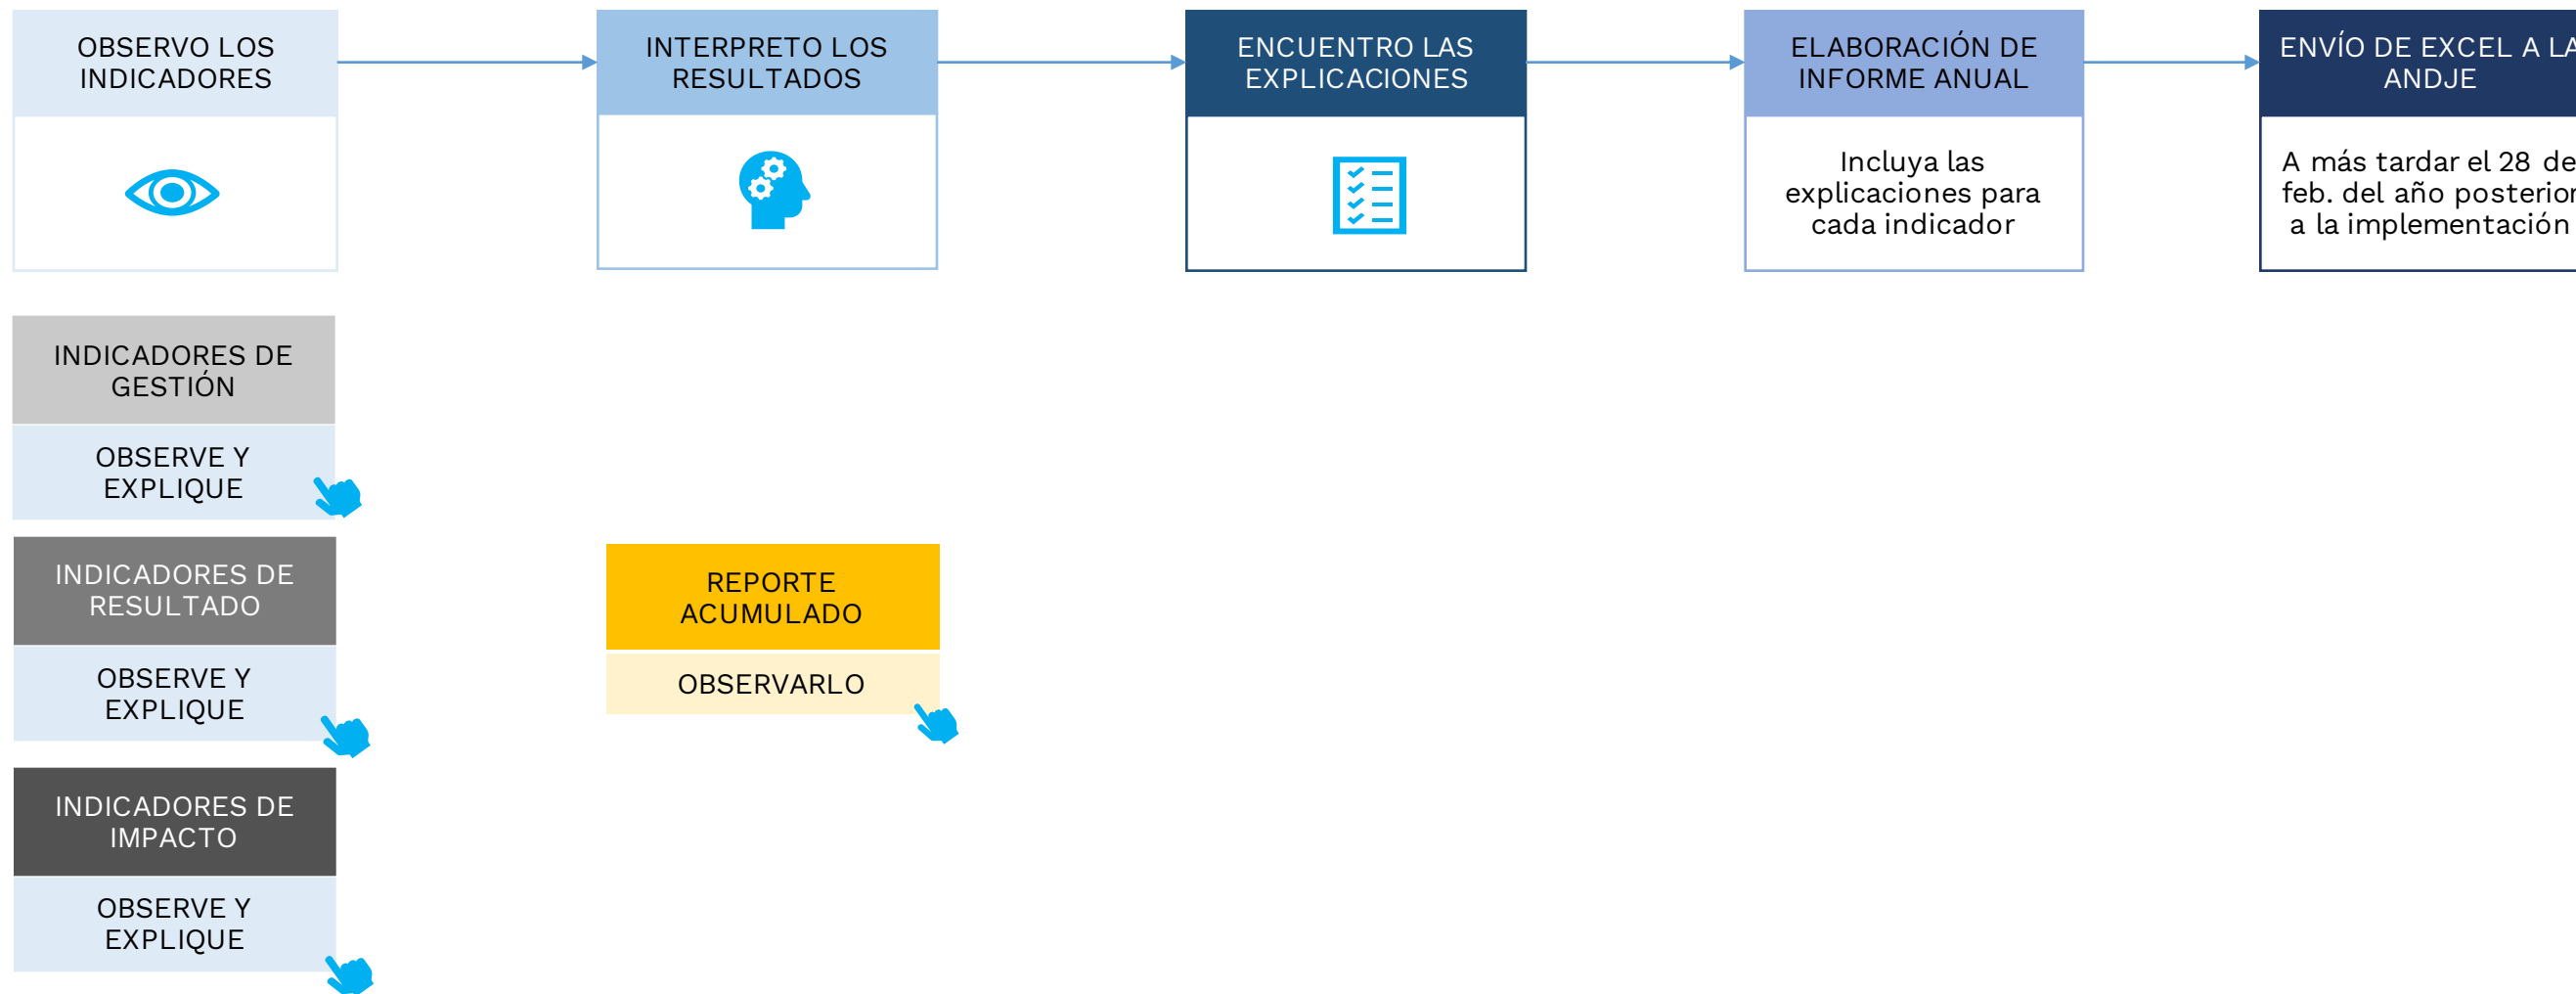 OBSERVO LOS
INDICADORES
INTERPRETO LOS
RESULTADOS
ENCUENTRO LAS
EXPLICACIONES
ELABORACIÓN DE
INFORME ANUAL
Incluya las
explicaciones para
cada indicador
ENVÍO DE EXCEL A LA
ANDJE
A más tardar el 28 de
feb. del año posterior
a la implementación
INDICADORES DE
GESTIÓN
OBSERVE Y
EXPLIQUE
INDICADORES DE
RESULTADO
OBSERVE Y
EXPLIQUE
REPORTE
ACUMULADO
OBSERVARLO
INDICADORES DE
IMPACTO
OBSERVE Y
EXPLIQUE